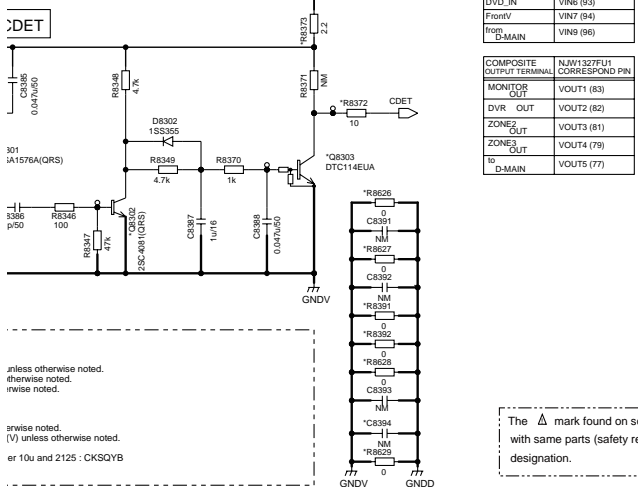 CDET
C8385
0.047u/50
R8348
4.7k
D8302
1SS355
R8349
4.7k
R8370
1k
*R8373
2.2
R8371
NM
*R8372
10
CDET
*Q8303
DTC114EUA
301
SA1576A(QRS)
8386
p/50
R8346
100
R8347
47k
*Q8302
2SC4081(QRS)
C8387
1u/16
C8388
0.047u/50
GNDV
*R8626
0
C8391
NM
*R8627
0
C8392
NM
*R8391
0
*R8392
0
*R8628
0
C8393
NM
*C8394
NM
*R8629
0
GNDV
GNDD
DVD_IN VIN6 (93)
FrontV VIN7 (94)
from D-MAIN VIN9 (96)
COMPOSITE OUTPUT TERMINAL NJW1327FU1 CORRESPOND PIN
MONITOR OUT VOUT1 (83)
DVR OUT VOUT2 (82)
ZONE2 OUT VOUT3 (81)
ZONE3 OUT VOUT4 (79)
to D-MAIN VOUT5 (77)
unless otherwise noted.
otherwise noted.
erwise noted.
erwise noted.
(V) unless otherwise noted.
er 10u and 2125 : CKSQYB
The ⚠ mark found on so
with same parts (safety re
designation.